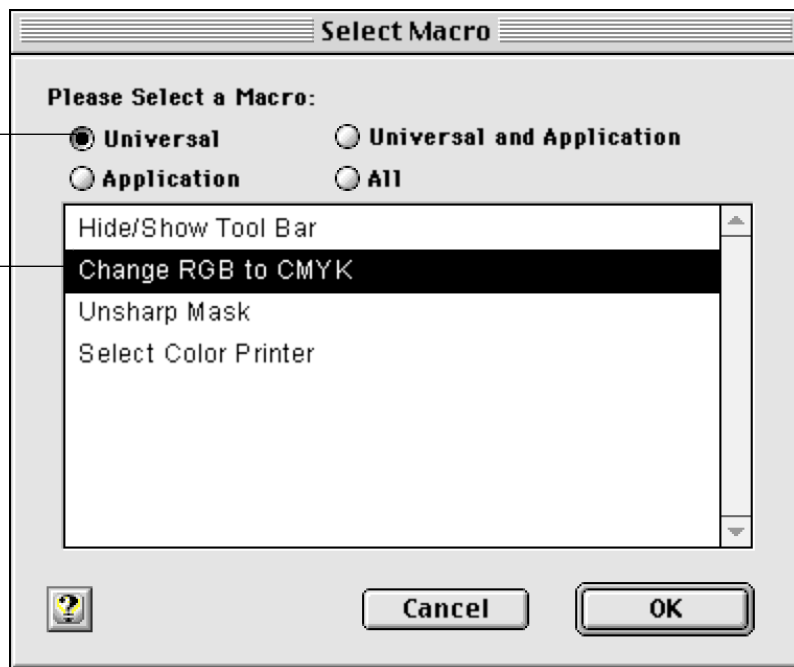 Select Macro
Please Select a Macro:
Universal
Universal and Application
Application
All
Hide/Show Tool Bar
Change RGB to CMYK
Unsharp Mask
Select Color Printer
?
Cancel
OK